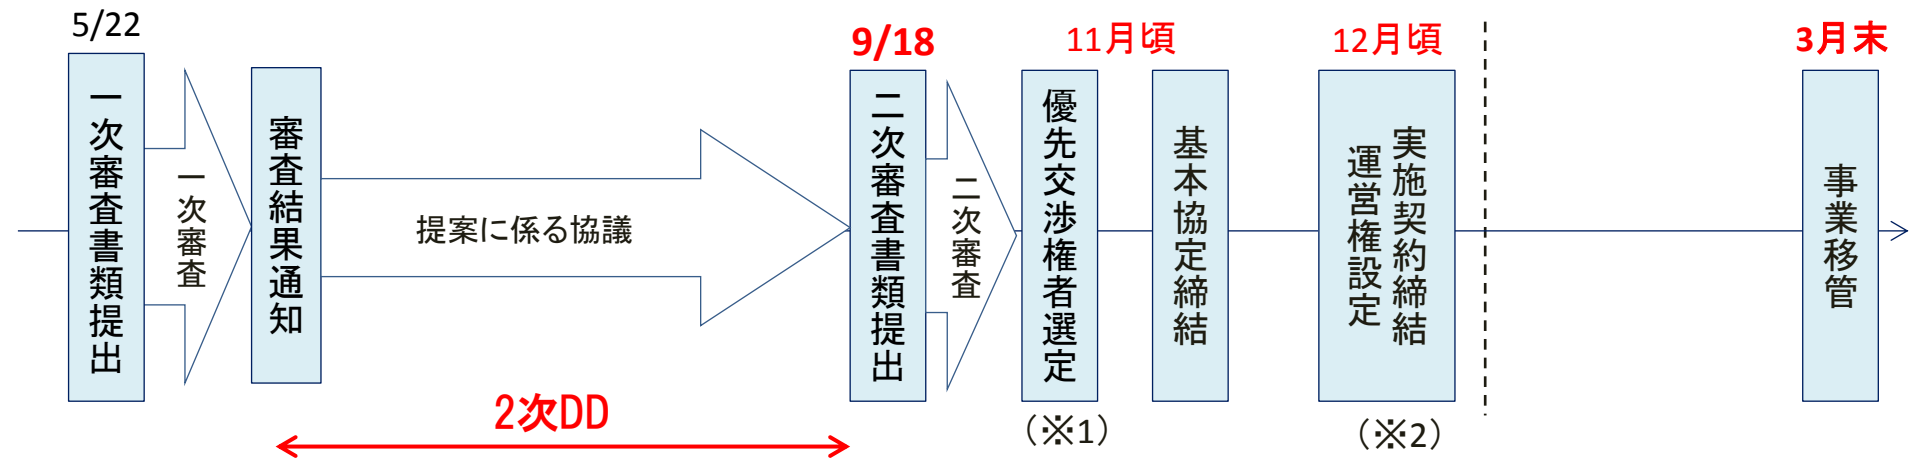 5/22
9/18
11月頃
12月頃
3月末
一次審査書類提出
一次審査
審査結果通知
提案に係る協議
二次審査書類提出
二次審査
優先交渉権者選定
基本協定締結
実施契約締結
運営権設定
事業移管
2次DD
（※1）
（※2）